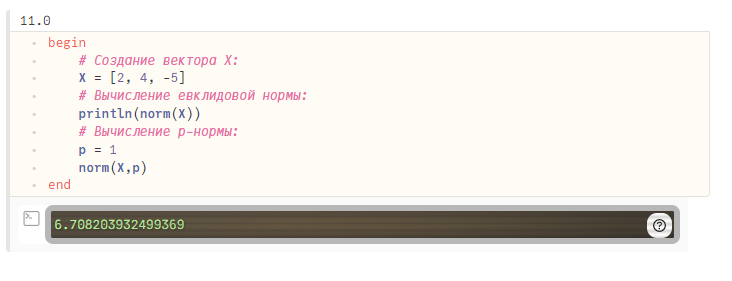 11.0
begin
# Создание вектора X:
X = [2, 4, -5]
# Вычисление евклидовой нормы:
println(norm(X))
# Вычисление p-нормы:
p = 1
norm(X,p)
end
6.708203932499369